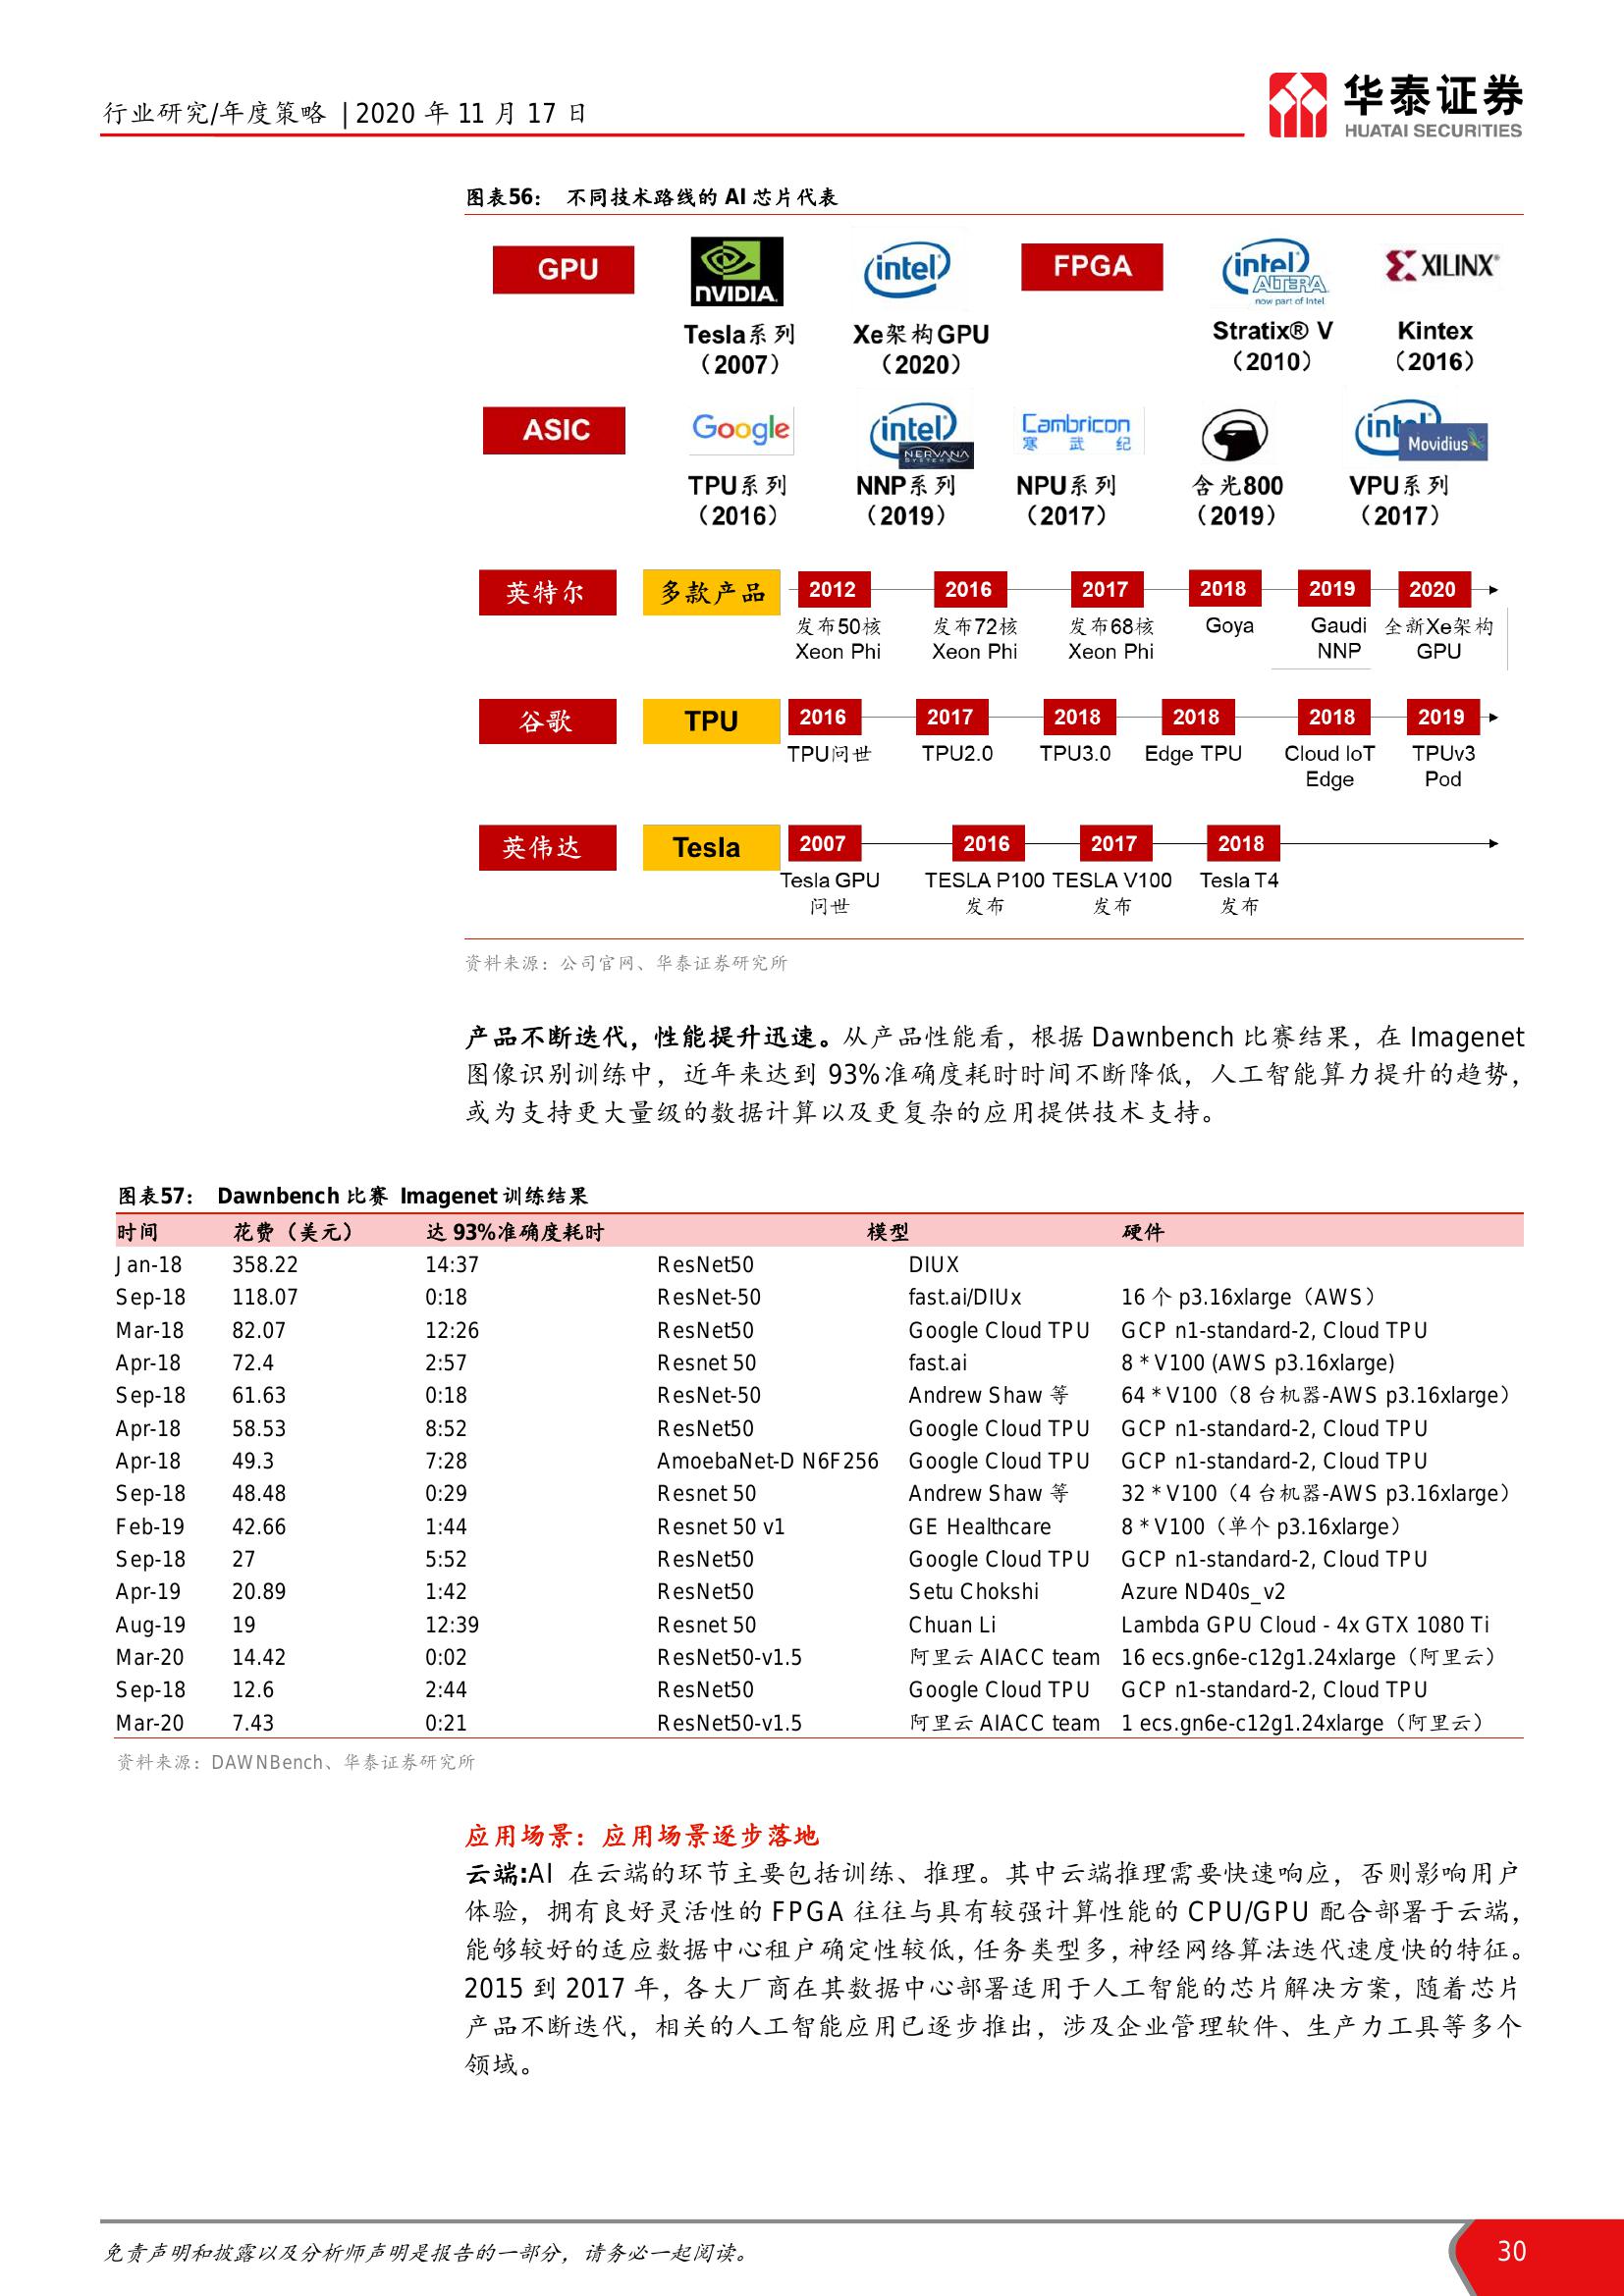 行业研究/年度策略 | 2020 年 11 月 17 日
华泰证券
HUATAI SECURITIES
图表56： 不同技术路线的 AI 芯片代表
GPU
NVIDIA
intel
FPGA
intel ALTERA
now part of Intel
XILINX
Tesla系列 Xe架构GPU Stratix® V Kintex
（2007） （2020） （2010） （2016）
ASIC
Google
intel NERVANA SYSTEMS
Cambricon
寒 武 纪
intel Movidius
TPU系列 NNP系列 NPU系列 含光800 VPU系列
（2016） （2019） （2017） （2019） （2017）
英特尔 多款产品 2012 2016 2017 2018 2019 2020
发布50核 发布72核 发布68核 Goya Gaudi 全新Xe架构
Xeon Phi Xeon Phi Xeon Phi NNP GPU
谷歌 TPU 2016 2017 2018 2018 2018 2019
TPU问世 TPU2.0 TPU3.0 Edge TPU Cloud IoT TPUv3
Edge Pod
英伟达 Tesla 2007 2016 2017 2018
Tesla GPU TESLA P100 TESLA V100 Tesla T4
问世 发布 发布 发布
资料来源：公司官网、华泰证券研究所
产品不断迭代，性能提升迅速。从产品性能看，根据 Dawnbench 比赛结果，在 Imagenet
图像识别训练中，近年来达到 93%准确度耗时时间不断降低，人工智能算力提升的趋势，
或为支持更大量级的数据计算以及更复杂的应用提供技术支持。
图表57： Dawnbench 比赛 Imagenet 训练结果
时间 花费（美元） 达 93%准确度耗时 模型 硬件
Jan-18 358.22 14:37 ResNet50 DIUX
Sep-18 118.07 0:18 ResNet-50 fast.ai/DIUx 16 个 p3.16xlarge（AWS）
Mar-18 82.07 12:26 ResNet50 Google Cloud TPU GCP n1-standard-2, Cloud TPU
Apr-18 72.4 2:57 Resnet 50 fast.ai 8 * V100 (AWS p3.16xlarge)
Sep-18 61.63 0:18 ResNet-50 Andrew Shaw 等 64 * V100（8 台机器-AWS p3.16xlarge）
Apr-18 58.53 8:52 ResNet50 Google Cloud TPU GCP n1-standard-2, Cloud TPU
Apr-18 49.3 7:28 AmoebaNet-D N6F256 Google Cloud TPU GCP n1-standard-2, Cloud TPU
Sep-18 48.48 0:29 Resnet 50 Andrew Shaw 等 32 * V100（4 台机器-AWS p3.16xlarge）
Feb-19 42.66 1:44 Resnet 50 v1 GE Healthcare 8 * V100（单个 p3.16xlarge）
Sep-18 27 5:52 ResNet50 Google Cloud TPU GCP n1-standard-2, Cloud TPU
Apr-19 20.89 1:42 ResNet50 Setu Chokshi Azure ND40s_v2
Aug-19 19 12:39 Resnet 50 Chuan Li Lambda GPU Cloud - 4x GTX 1080 Ti
Mar-20 14.42 0:02 ResNet50-v1.5 阿里云 AIACC team 16 ecs.gn6e-c12g1.24xlarge（阿里云）
Sep-18 12.6 2:44 ResNet50 Google Cloud TPU GCP n1-standard-2, Cloud TPU
Mar-20 7.43 0:21 ResNet50-v1.5 阿里云 AIACC team 1 ecs.gn6e-c12g1.24xlarge（阿里云）
资料来源：DAWNBench、华泰证券研究所
应用场景：应用场景逐步落地
云端:AI 在云端的环节主要包括训练、推理。其中云端推理需要快速响应，否则影响用户
体验，拥有良好灵活性的 FPGA 往往与具有较强计算性能的 CPU/GPU 配合部署于云端，
能够较好的适应数据中心租户确定性较低，任务类型多，神经网络算法迭代速度快的特征。
2015 到 2017 年，各大厂商在其数据中心部署适用于人工智能的芯片解决方案，随着芯片
产品不断迭代，相关的人工智能应用已逐步推出，涉及企业管理软件、生产力工具等多个
领域。
免责声明和披露以及分析师声明是报告的一部分，请务必一起阅读。
30